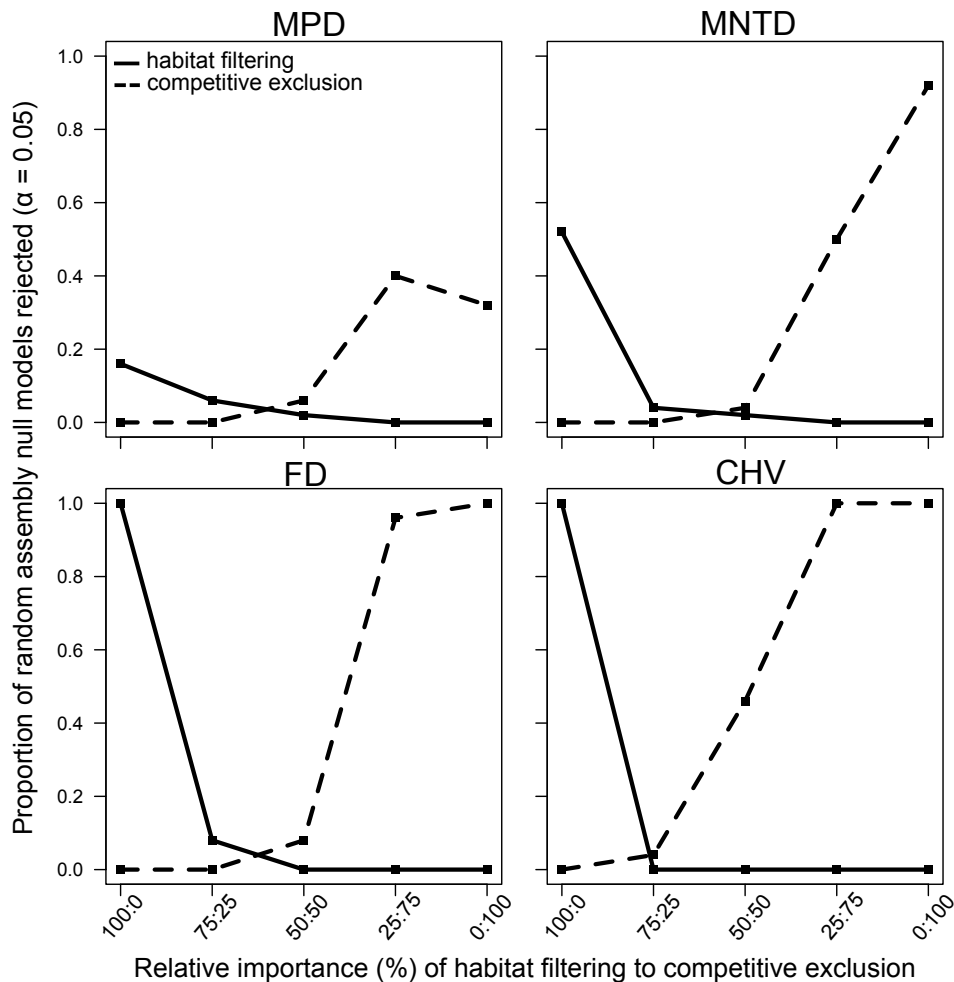 MPD
MNTD
habitat filtering
competitive exclusion
1.0
0.8
0.6
0.4
0.2
0.0
FD
CHV
1.0
0.8
0.6
0.4
0.2
0.0
100:0
75:25
50:50
25:75
0:100
100:0
75:25
50:50
25:75
0:100
Proportion of random assembly null models rejected (α = 0.05)
Relative importance (%) of habitat filtering to competitive exclusion